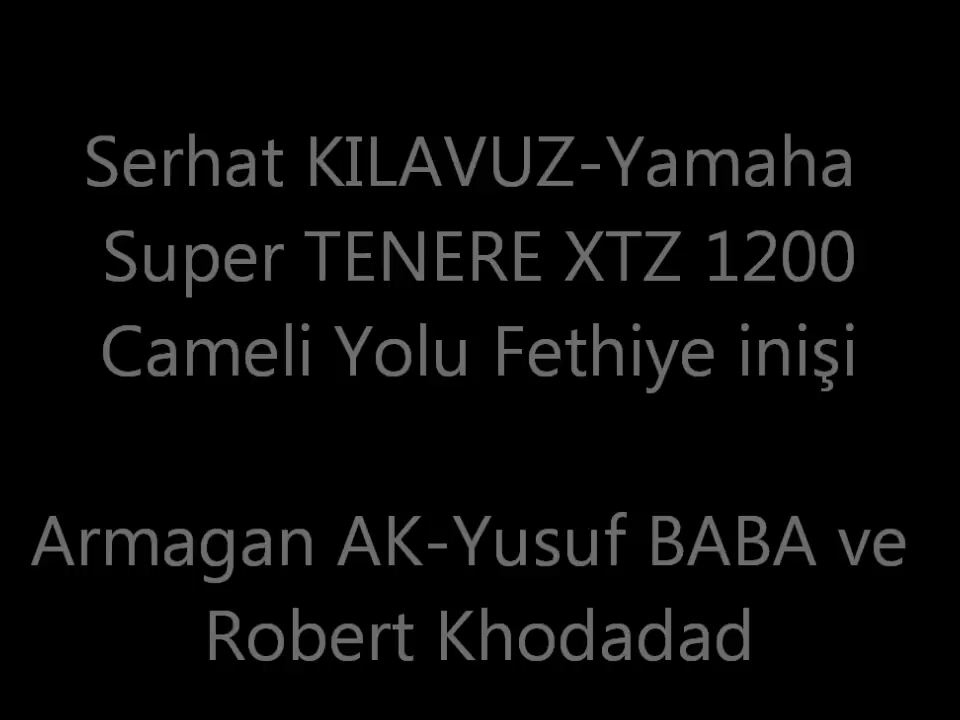 Serhat KILAVUZ-Yamaha
Super TENERE XTZ 1200
Cameli Yolu Fethiye inişi
Armagan AK-Yusuf BABA ve
Robert Khodadad